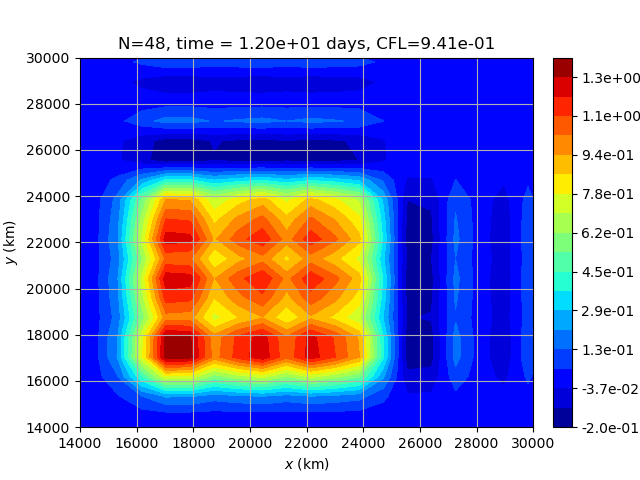 N=48, time = 1.20e+01 days, CFL=9.41e-01
30000
28000
26000
24000
22000
20000
18000
16000
14000
y (km)
14000 16000 18000 20000 22000 24000 26000 28000 30000
x (km)
1.3e+00
1.1e+00
9.4e-01
7.8e-01
6.2e-01
4.5e-01
2.9e-01
1.3e-01
-3.7e-02
-2.0e-01